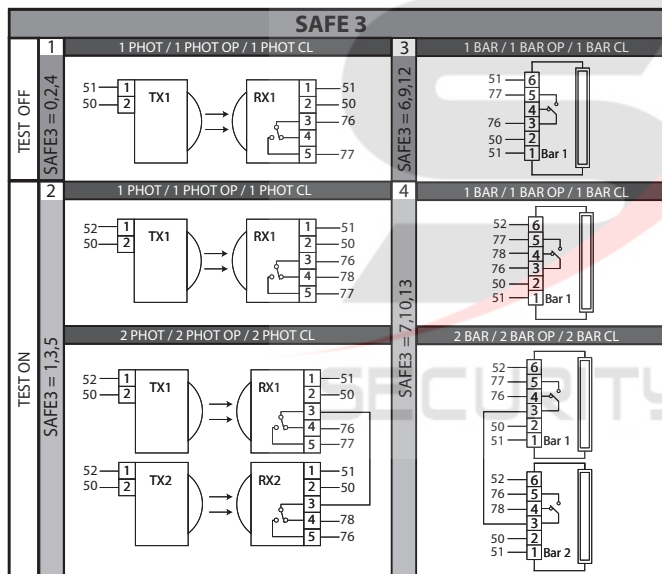 SAFE 3
TEST OFF
1
SAFE3 = 0,2,4
1 PHOT / 1 PHOT OP / 1 PHOT CL
51 1
50 2
TX1
RX1
1 51
2 50
3 76
4
5 77
3
SAFE3 = 6,9,12
1 BAR / 1 BAR OP / 1 BAR CL
51 6
77 5
4
76 3
50 2
51 1 Bar 1
TEST ON
2
SAFE3 = 1,3,5
1 PHOT / 1 PHOT OP / 1 PHOT CL
52 1
50 2
TX1
RX1
1 51
2 50
3 76
4 78
5 77
2 PHOT / 2 PHOT OP / 2 PHOT CL
52 1
50 2
TX1
RX1
1 51
2 50
3
4 76
5 77
52 1
50 2
TX2
RX2
1 51
2 50
3
4 78
5 76
4
SAFE3 = 7,10,13
1 BAR / 1 BAR OP / 1 BAR CL
52 6
77 5
78 4
76 3
50 2
51 1 Bar 1
2 BAR / 2 BAR OP / 2 BAR CL
52 6
77 5
76 4
3
50 2
51 1 Bar 1
52 6
76 5
78 4
3
50 2
51 1 Bar 2
SECURITY